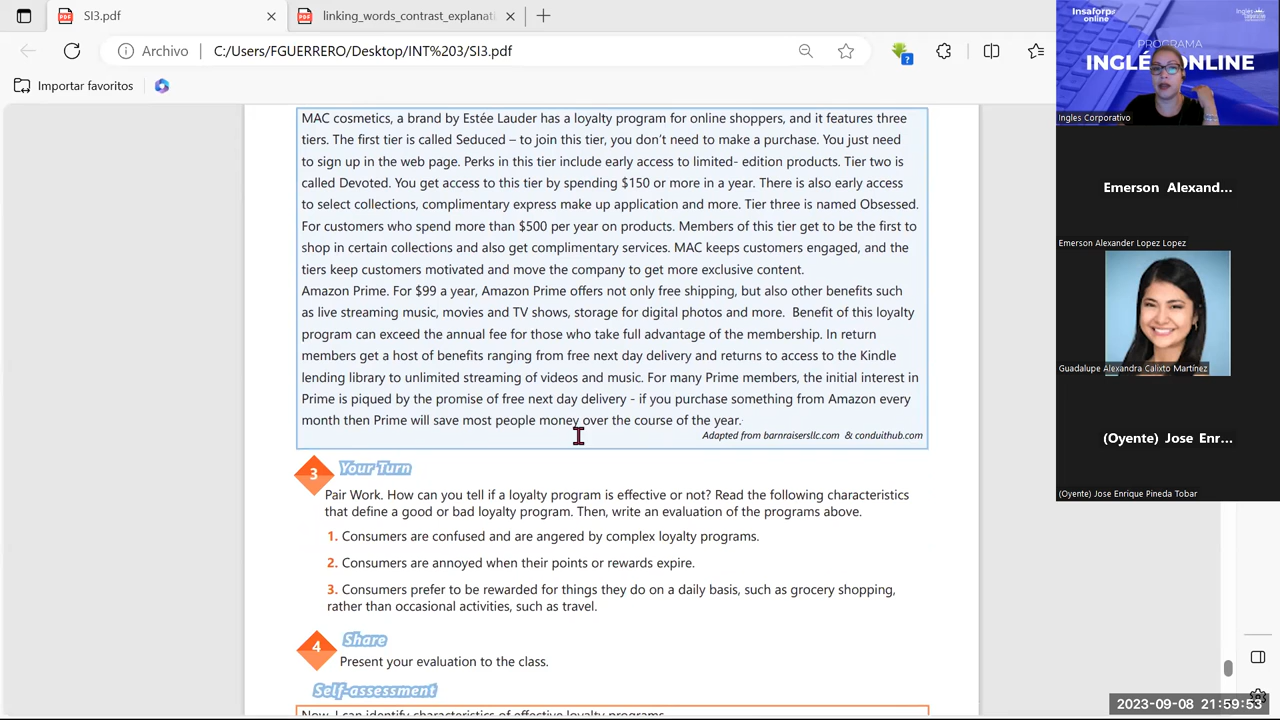 SI3.pdf
linking_words_contrast_explanati
Archivo
C:/Users/FGUERRERO/Desktop/INT%203/SI3.pdf
Importar favoritos
MAC cosmetics, a brand by Estée Lauder has a loyalty program for online shoppers, and it features three
tiers. The first tier is called Seduced – to join this tier, you don't need to make a purchase. You just need
to sign up in the web page. Perks in this tier include early access to limited- edition products. Tier two is
called Devoted. You get access to this tier by spending $150 or more in a year. There is also early access
to select collections, complimentary express make up application and more. Tier three is named Obsessed.
For customers who spend more than $500 per year on products. Members of this tier get to be the first to
shop in certain collections and also get complimentary services. MAC keeps customers engaged, and the
tiers keep customers motivated and move the company to get more exclusive content.
Amazon Prime. For $99 a year, Amazon Prime offers not only free shipping, but also other benefits such
as live streaming music, movies and TV shows, storage for digital photos and more. Benefit of this loyalty
program can exceed the annual fee for those who take full advantage of the membership. In return
members get a host of benefits ranging from free next day delivery and returns to access to the Kindle
lending library to unlimited streaming of videos and music. For many Prime members, the initial interest in
Prime is piqued by the promise of free next day delivery - if you purchase something from Amazon every
month then Prime will save most people money over the course of the year.
Adapted from barnraisersllc.com & conduithub.com
3 Your Turn
Pair Work. How can you tell if a loyalty program is effective or not? Read the following characteristics
that define a good or bad loyalty program. Then, write an evaluation of the programs above.
1. Consumers are confused and are angered by complex loyalty programs.
2. Consumers are annoyed when their points or rewards expire.
3. Consumers prefer to be rewarded for things they do on a daily basis, such as grocery shopping,
rather than occasional activities, such as travel.
4 Share
Present your evaluation to the class.
Self-assessment
Now, I can identify characteristics of effective loyalty programs.
Insaforp
online
PROGRAMA
INGLÉS ONLINE
Ingles Corporativo
Emerson Alexand...
Emerson Alexander Lopez Lopez
Guadalupe Alexandra Calixto Martínez
(Oyente) Jose Enr...
(Oyente) Jose Enrique Pineda Tobar
2023-09-08 21:59:53